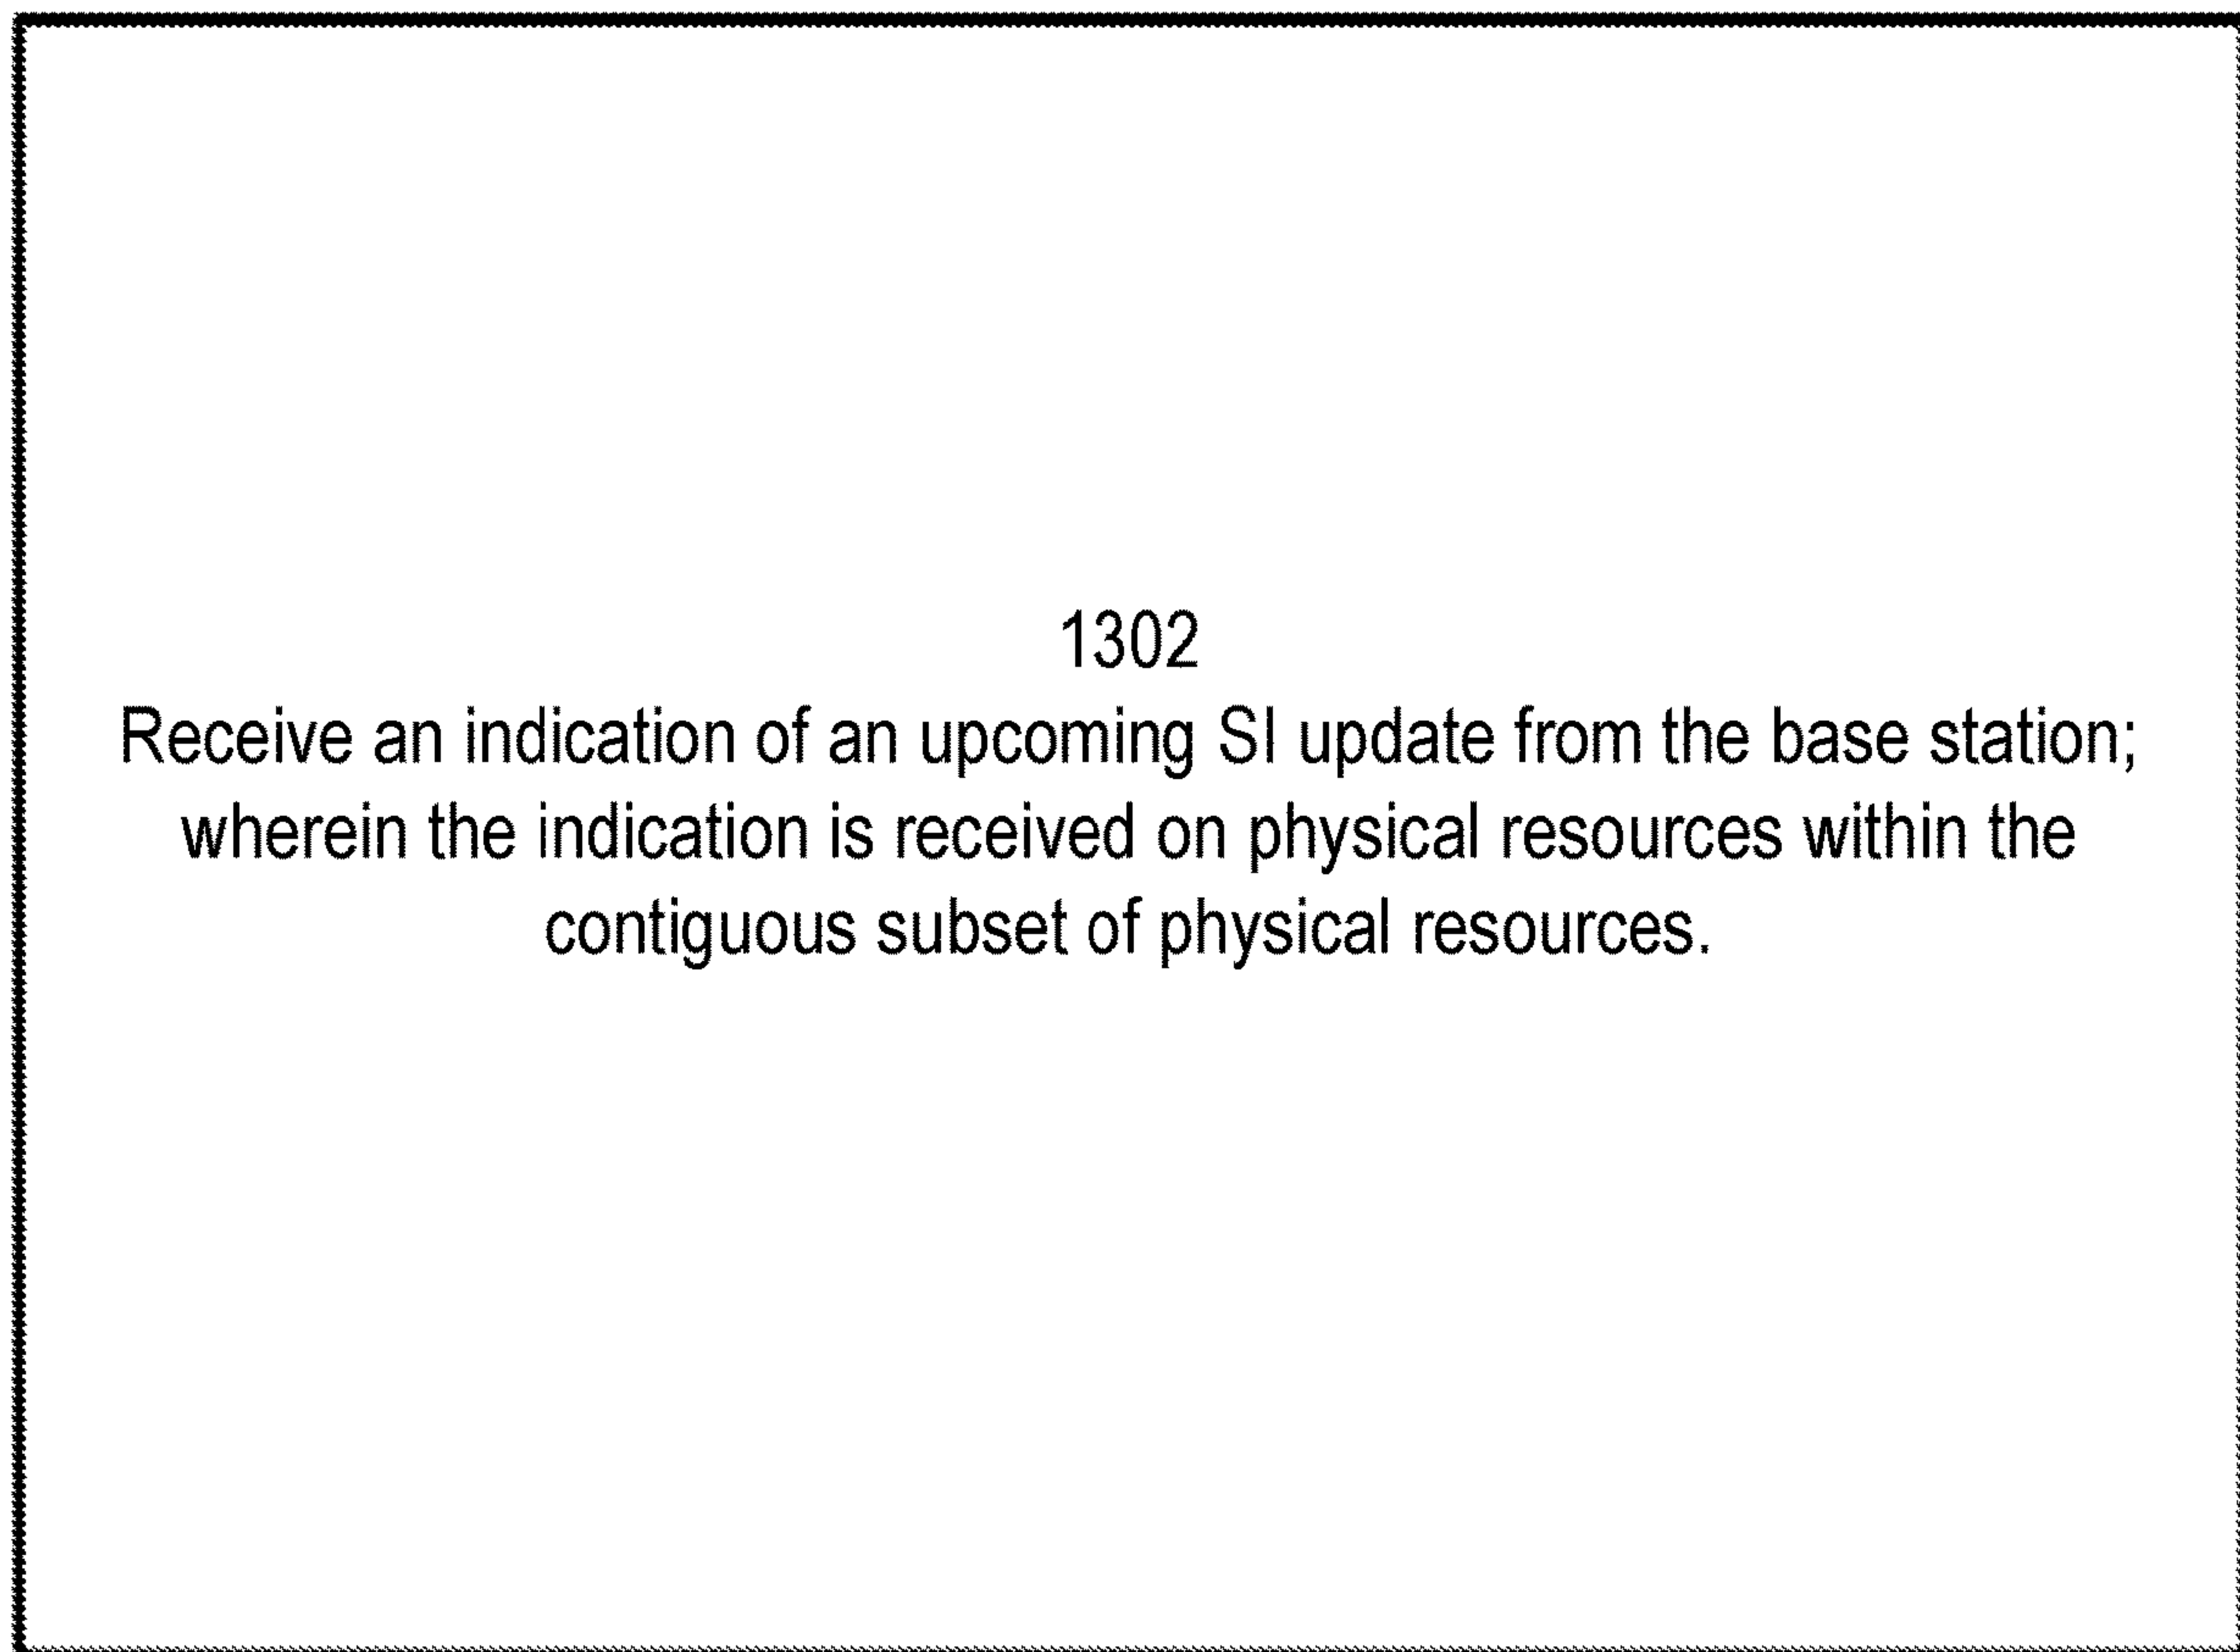 1302
Receive an indication of an upcoming SI update from the base station;
wherein the indication is received on physical resources within the
contiguous subset of physical resources.